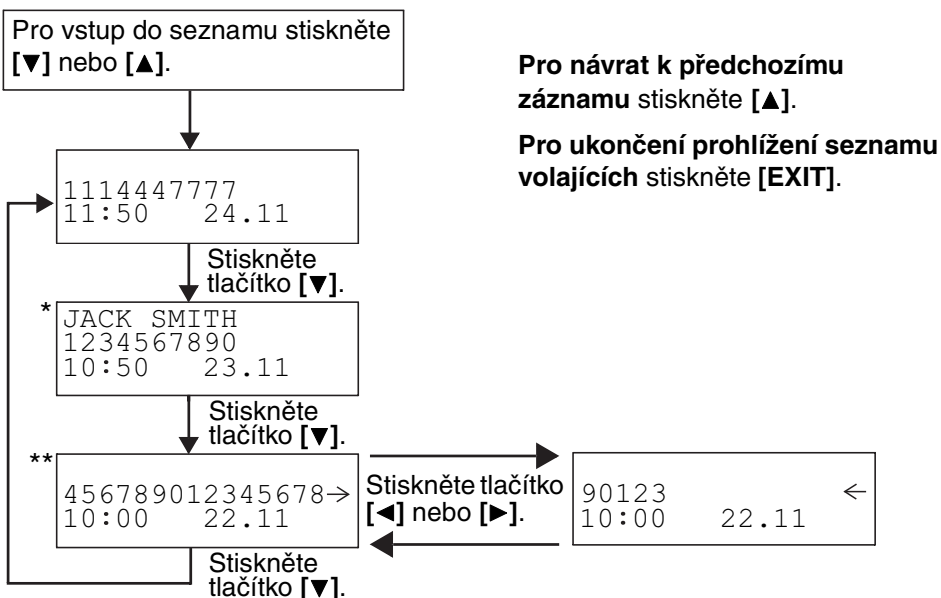 Pro vstup do seznamu stiskněte
[▼] nebo [▲].
Pro návrat k předchozímu
záznamu stiskněte [▲].
Pro ukončení prohlížení seznamu
volajících stiskněte [EXIT].
1114447777
11:50 24.11
Stiskněte
tlačítko [▼].
*
JACK SMITH
1234567890
10:50 23.11
Stiskněte
tlačítko [▼].
**
456789012345678→
10:00 22.11
Stiskněte tlačítko
[◄] nebo [►].
90123 ←
10:00 22.11
Stiskněte
tlačítko [▼].